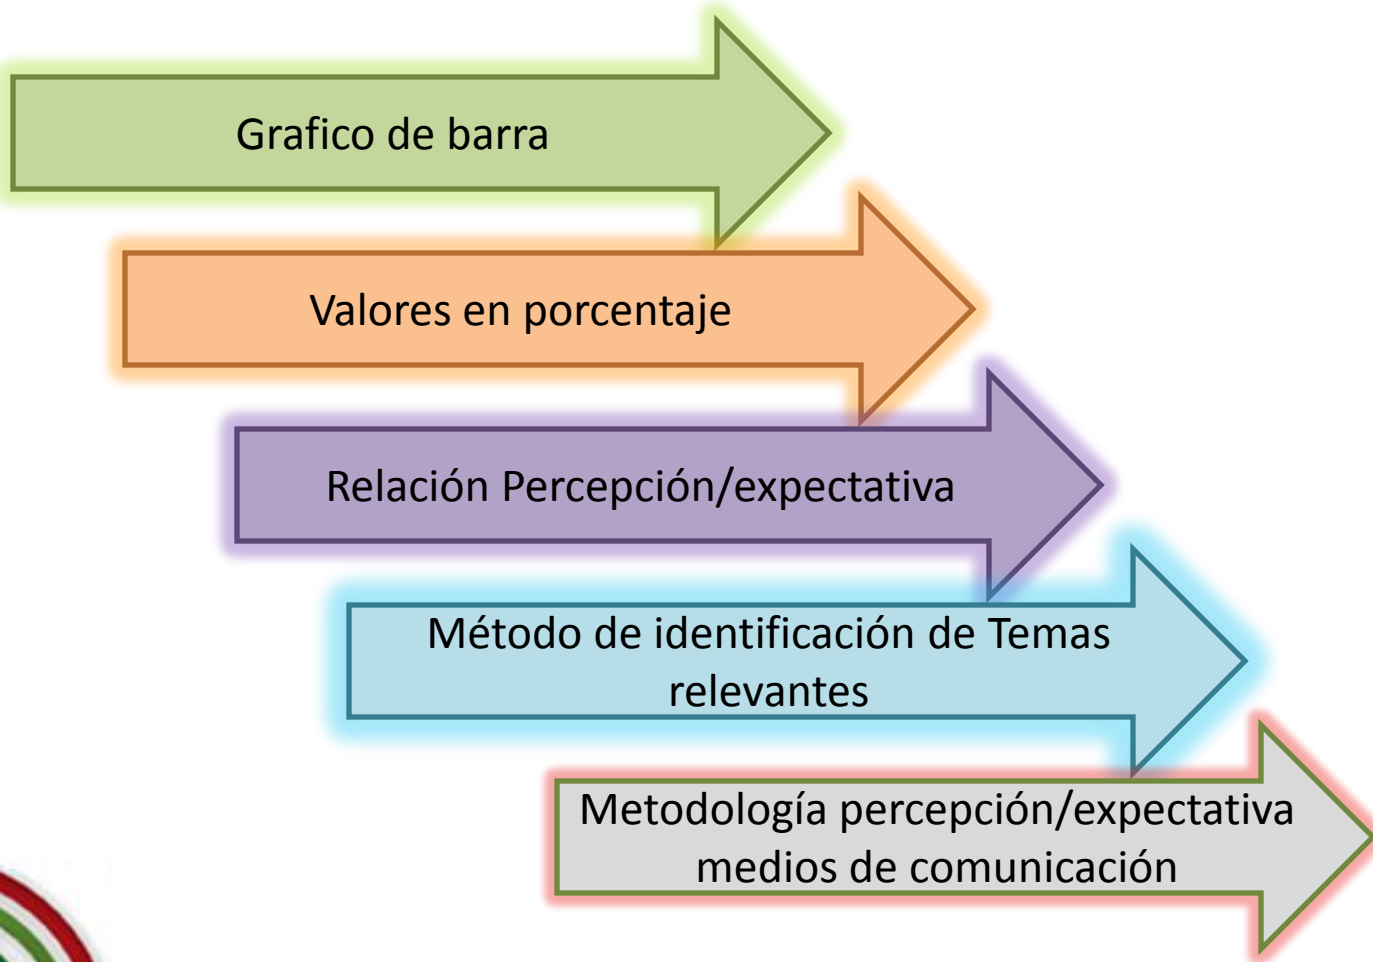 Grafico de barra
Valores en porcentaje
Relación Percepción/expectativa
Método de identificación de Temas
relevantes
Metodología percepción/expectativa
medios de comunicación